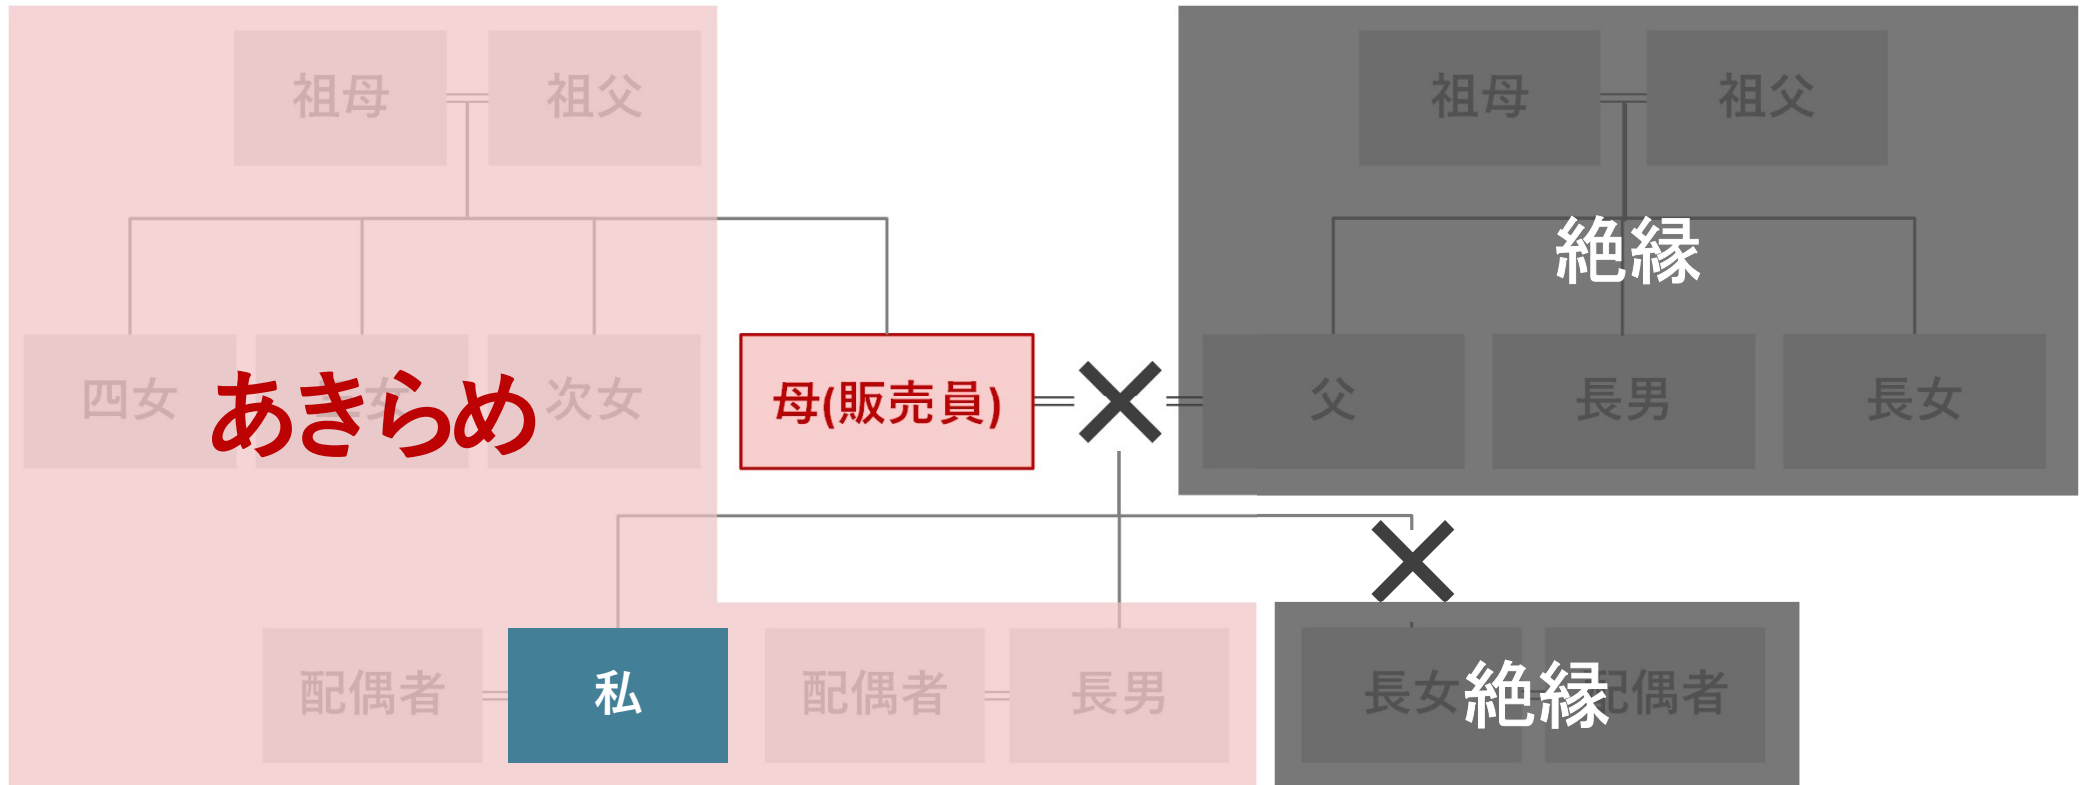 祖母
祖父
祖母
祖父
絶縁
四女
女
次女
あきらめ
母(販売員)
父
長男
長女
配偶者
私
配偶者
長男
長女
配偶者
絶縁